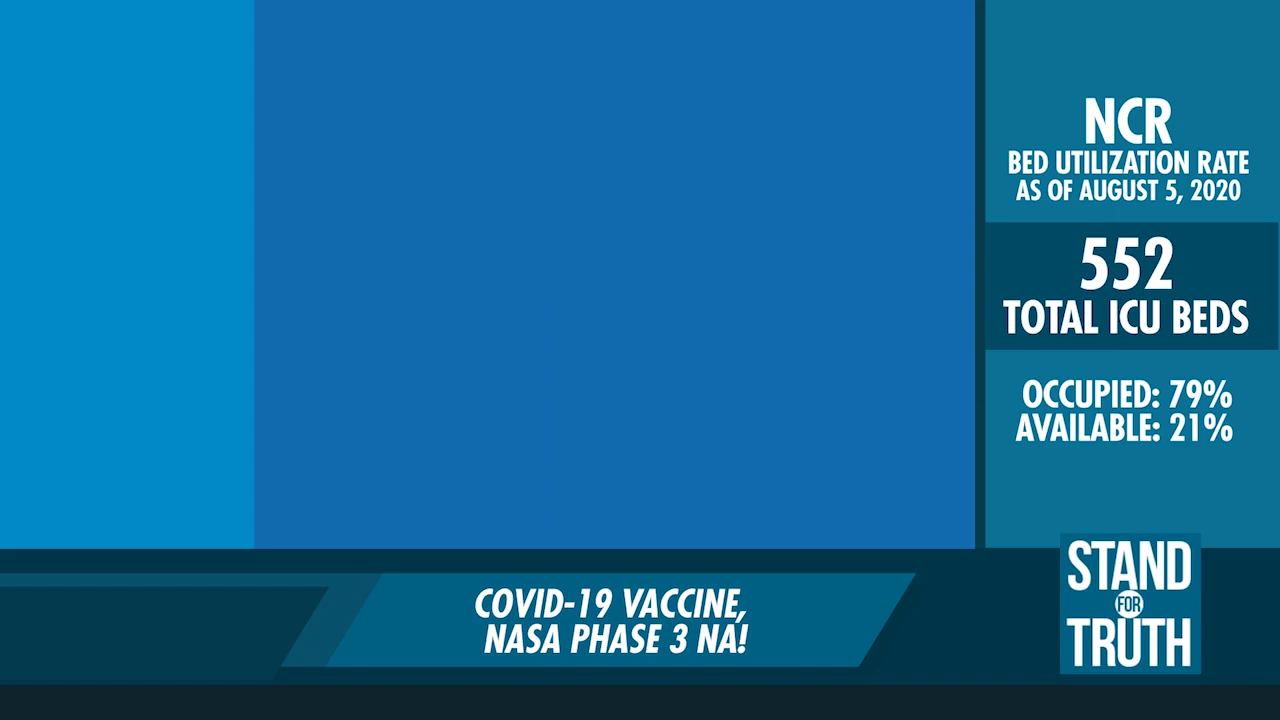 NCR
BED UTILIZATION RATE
AS OF AUGUST 5, 2020
552
TOTAL ICU BEDS
OCCUPIED: 79%
AVAILABLE: 21%
COVID-19 VACCINE,
NASA PHASE 3 NA!
STAND
FOR
TRUTH